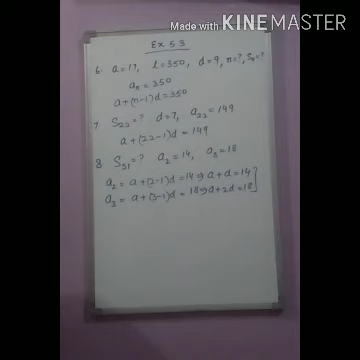 Made with
KINEMASTER
Ex 5.3
6. a=17, l=350, d=9, n=?, Sn=?
an = 350
a+(n-1)d=350
7. S22=? d=7, a22=149
a+(22-1)d = 149
8 S51=? a2=14, a3=18
a2 = a+(2-1)d=14⇒a+d=14
a3 = a+(3-1)d = 18⇒a+2d=18]